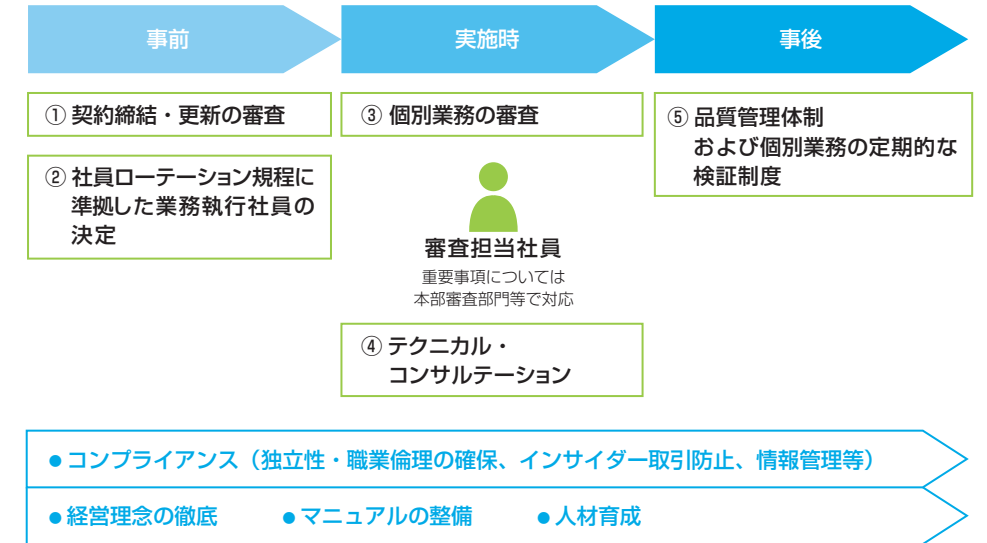 事前
実施時
事後
① 契約締結・更新の審査
② 社員ローテーション規程に
準拠した業務執行社員の
決定
③ 個別業務の審査
審査担当社員
重要事項については
本部審査部門等で対応
④ テクニカル・
コンサルテーション
⑤ 品質管理体制
および個別業務の定期的な
検証制度
●コンプライアンス（独立性・職業倫理の確保、インサイダー取引防止、情報管理等）
●経営理念の徹底 ●マニュアルの整備 ●人材育成